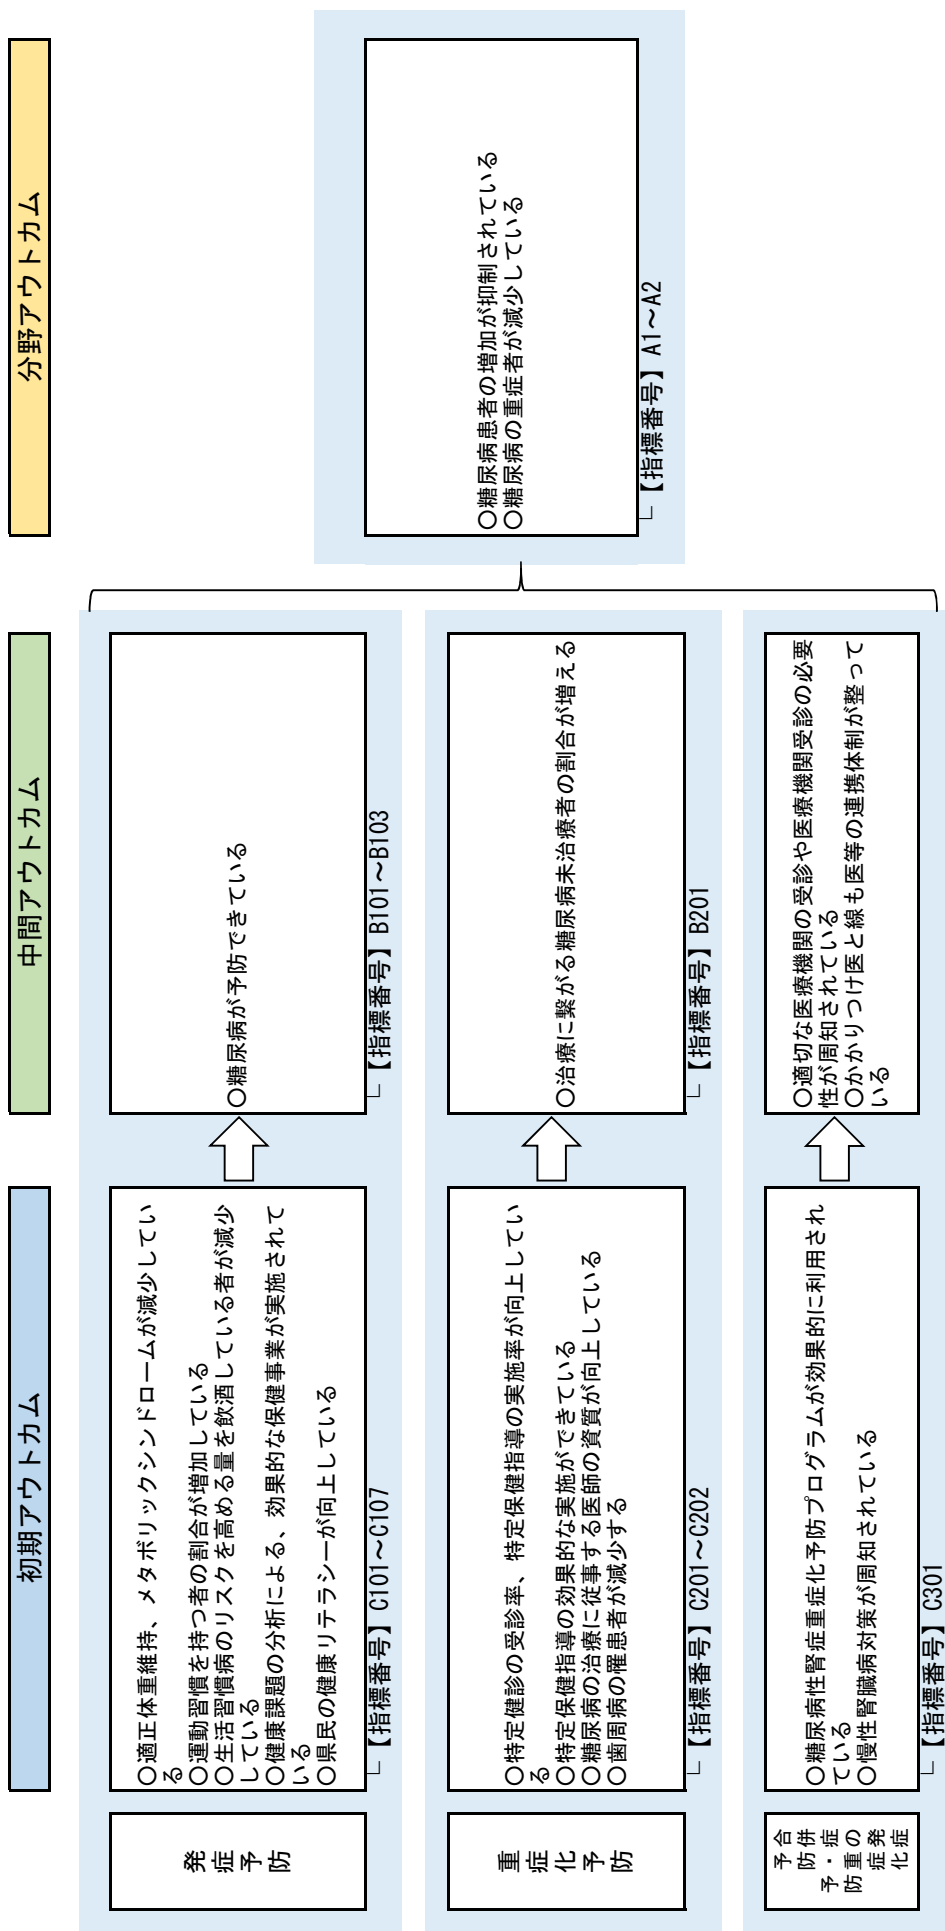 初期アウトカム
中間アウトカム
分野アウトカム
発症予防
○適正体重維持、メタボリックシンドロームが減少してい
る
○運動習慣を持つ者の割合が増加している
○生活習慣病のリスクを高める量を飲酒している者が減少
している
○健康課題の分析による、効果的な保健事業が実施されて
いる
○県民の健康リテラシーが向上している
└【指標番号】C101～C107
○糖尿病が予防できている
└【指標番号】B101～B103
重症化予防
○特定健診の受診率、特定保健指導の実施率が向上してい
る
○特定保健指導の効果的な実施ができている
○糖尿病の治療に従事する医師の資質が向上している
○歯周病の罹患者が減少する
└【指標番号】C201～C202
○治療に繋がる糖尿病未治療者の割合が増える
└【指標番号】B201
合併症の発症
予防・重症化
予防
○糖尿病性腎症重症化予防プログラムが効果的に利用され
ている
○慢性腎臓病対策が周知されている
└【指標番号】C301
○適切な医療機関の受診や医療機関受診の必要
性が周知されている
○かかりつけ医と線も医等の連携体制が整って
いる
○糖尿病患者の増加が抑制されている
○糖尿病の重症者が減少している
└【指標番号】A1～A2